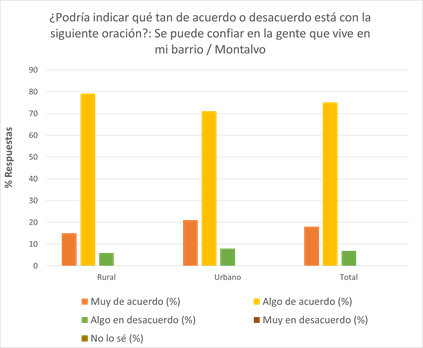 ¿Podría indicar qué tan de acuerdo o desacuerdo está con la
siguiente oración?: Se puede confiar en la gente que vive en
mi barrio / Montalvo
% Respuestas
90
80
70
60
50
40
30
20
10
0
Rural
Urbano
Total
Muy de acuerdo (%)
Algo de acuerdo (%)
Algo en desacuerdo (%)
Muy en desacuerdo (%)
No lo sé (%)